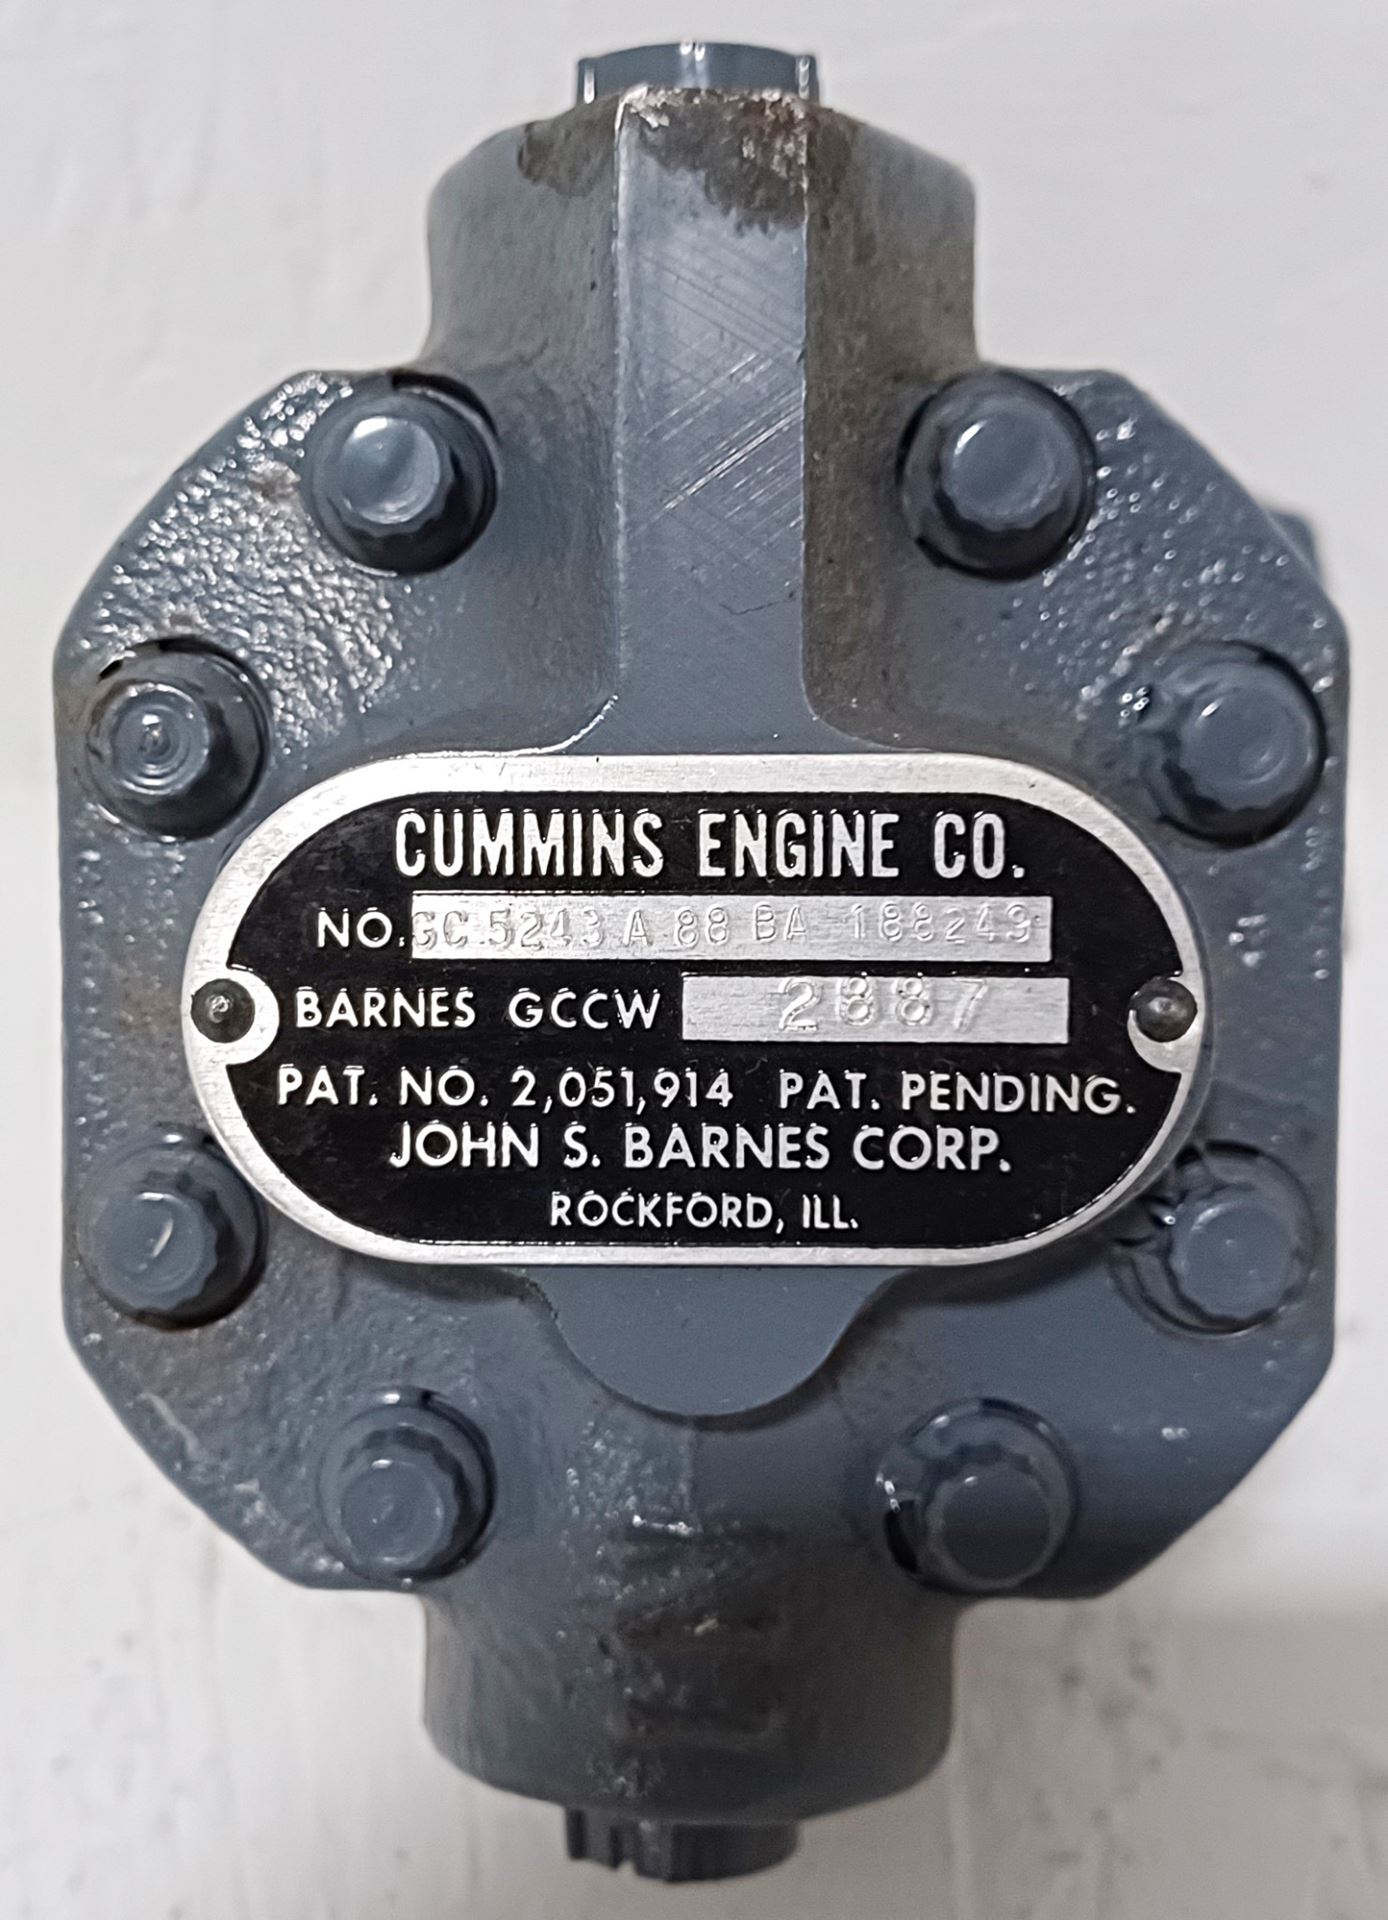 CUMMINS ENGINE CO.
NO. GC 5243 A 88 BA 188249
BARNES GCCW 2887
PAT. NO. 2,051,914 PAT. PENDING.
JOHN S. BARNES CORP.
ROCKFORD, ILL.